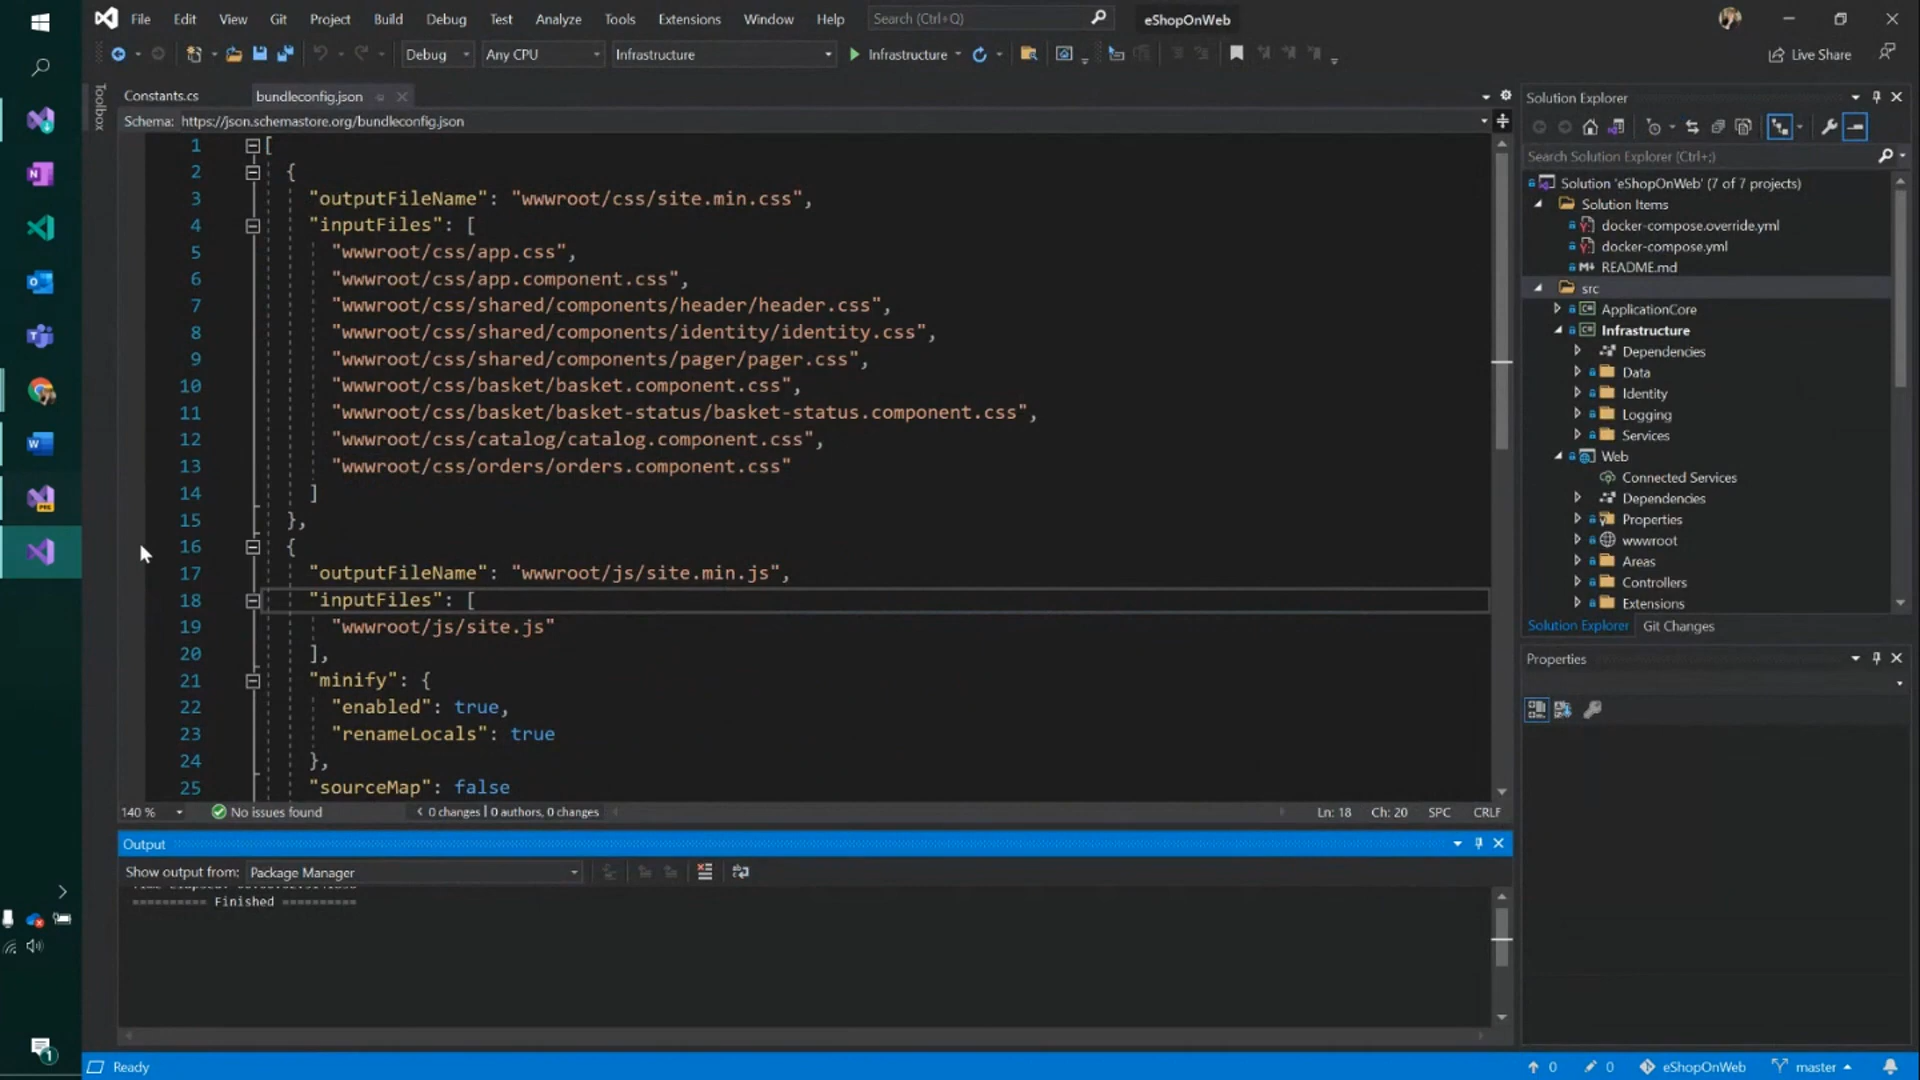 File Edit View Git Project Build Debug Test Analyze Tools Extensions Window Help Search (Ctrl+Q) eShopOnWeb
Debug Any CPU Infrastructure Infrastructure Live Share
Toolbox
Constants.cs bundleconfig.json
Schema: https://json.schemastore.org/bundleconfig.json
1 [
2 {
3 "outputFileName": "wwwroot/css/site.min.css",
4 "inputFiles": [
5 "wwwroot/css/app.css",
6 "wwwroot/css/app.component.css",
7 "wwwroot/css/shared/components/header/header.css",
8 "wwwroot/css/shared/components/identity/identity.css",
9 "wwwroot/css/shared/components/pager/pager.css",
10 "wwwroot/css/basket/basket.component.css",
11 "wwwroot/css/basket/basket-status/basket-status.component.css",
12 "wwwroot/css/catalog/catalog.component.css",
13 "wwwroot/css/orders/orders.component.css"
14 ]
15 },
16 {
17 "outputFileName": "wwwroot/js/site.min.js",
18 "inputFiles": [
19 "wwwroot/js/site.js"
20 ],
21 "minify": {
22 "enabled": true,
23 "renameLocals": true
24 },
25 "sourceMap": false
140 % No issues found < 0 changes | 0 authors, 0 changes Ln: 18 Ch: 20 SPC CRLF
Output
Show output from: Package Manager
========== Finished ==========
Solution Explorer
Search Solution Explorer (Ctrl+;)
Solution 'eShopOnWeb' (7 of 7 projects)
Solution Items
docker-compose.override.yml
docker-compose.yml
README.md
src
ApplicationCore
Infrastructure
Dependencies
Data
Identity
Logging
Services
Web
Connected Services
Dependencies
Properties
wwwroot
Areas
Controllers
Extensions
Solution Explorer Git Changes
Properties
PRE
1
Ready 0 0 eShopOnWeb master